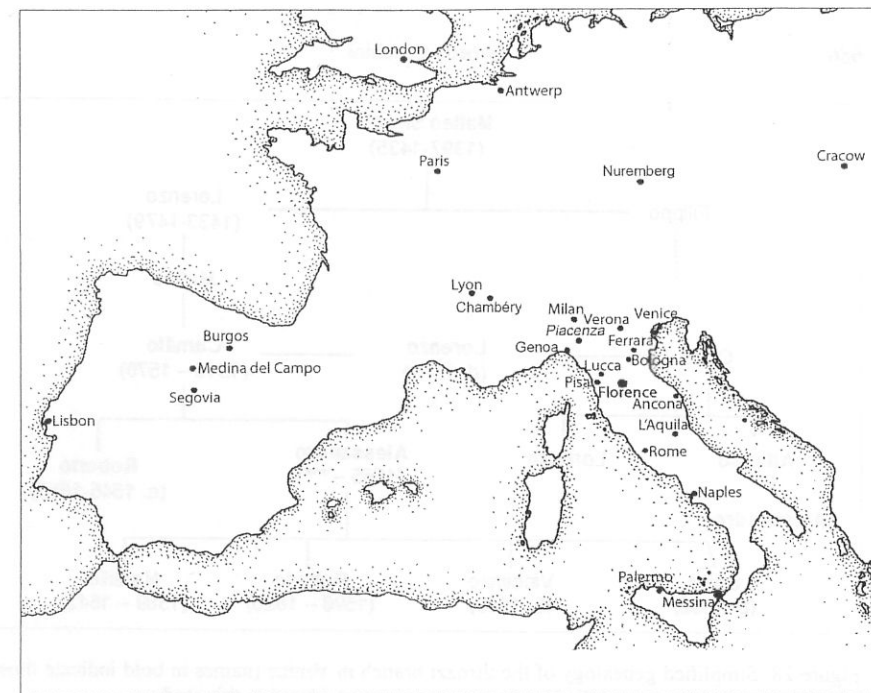 London
Antwerp
Paris
Nuremberg
Cracow
Lyon
Chambéry
Milan
Verona
Venice
Piacenza
Ferrara
Genoa
Bologna
Burgos
Lucca
Medina del Campo
Pisa
Florence
Segovia
Ancona
Lisbon
L'Aquila
Rome
Naples
Palermo
Messina